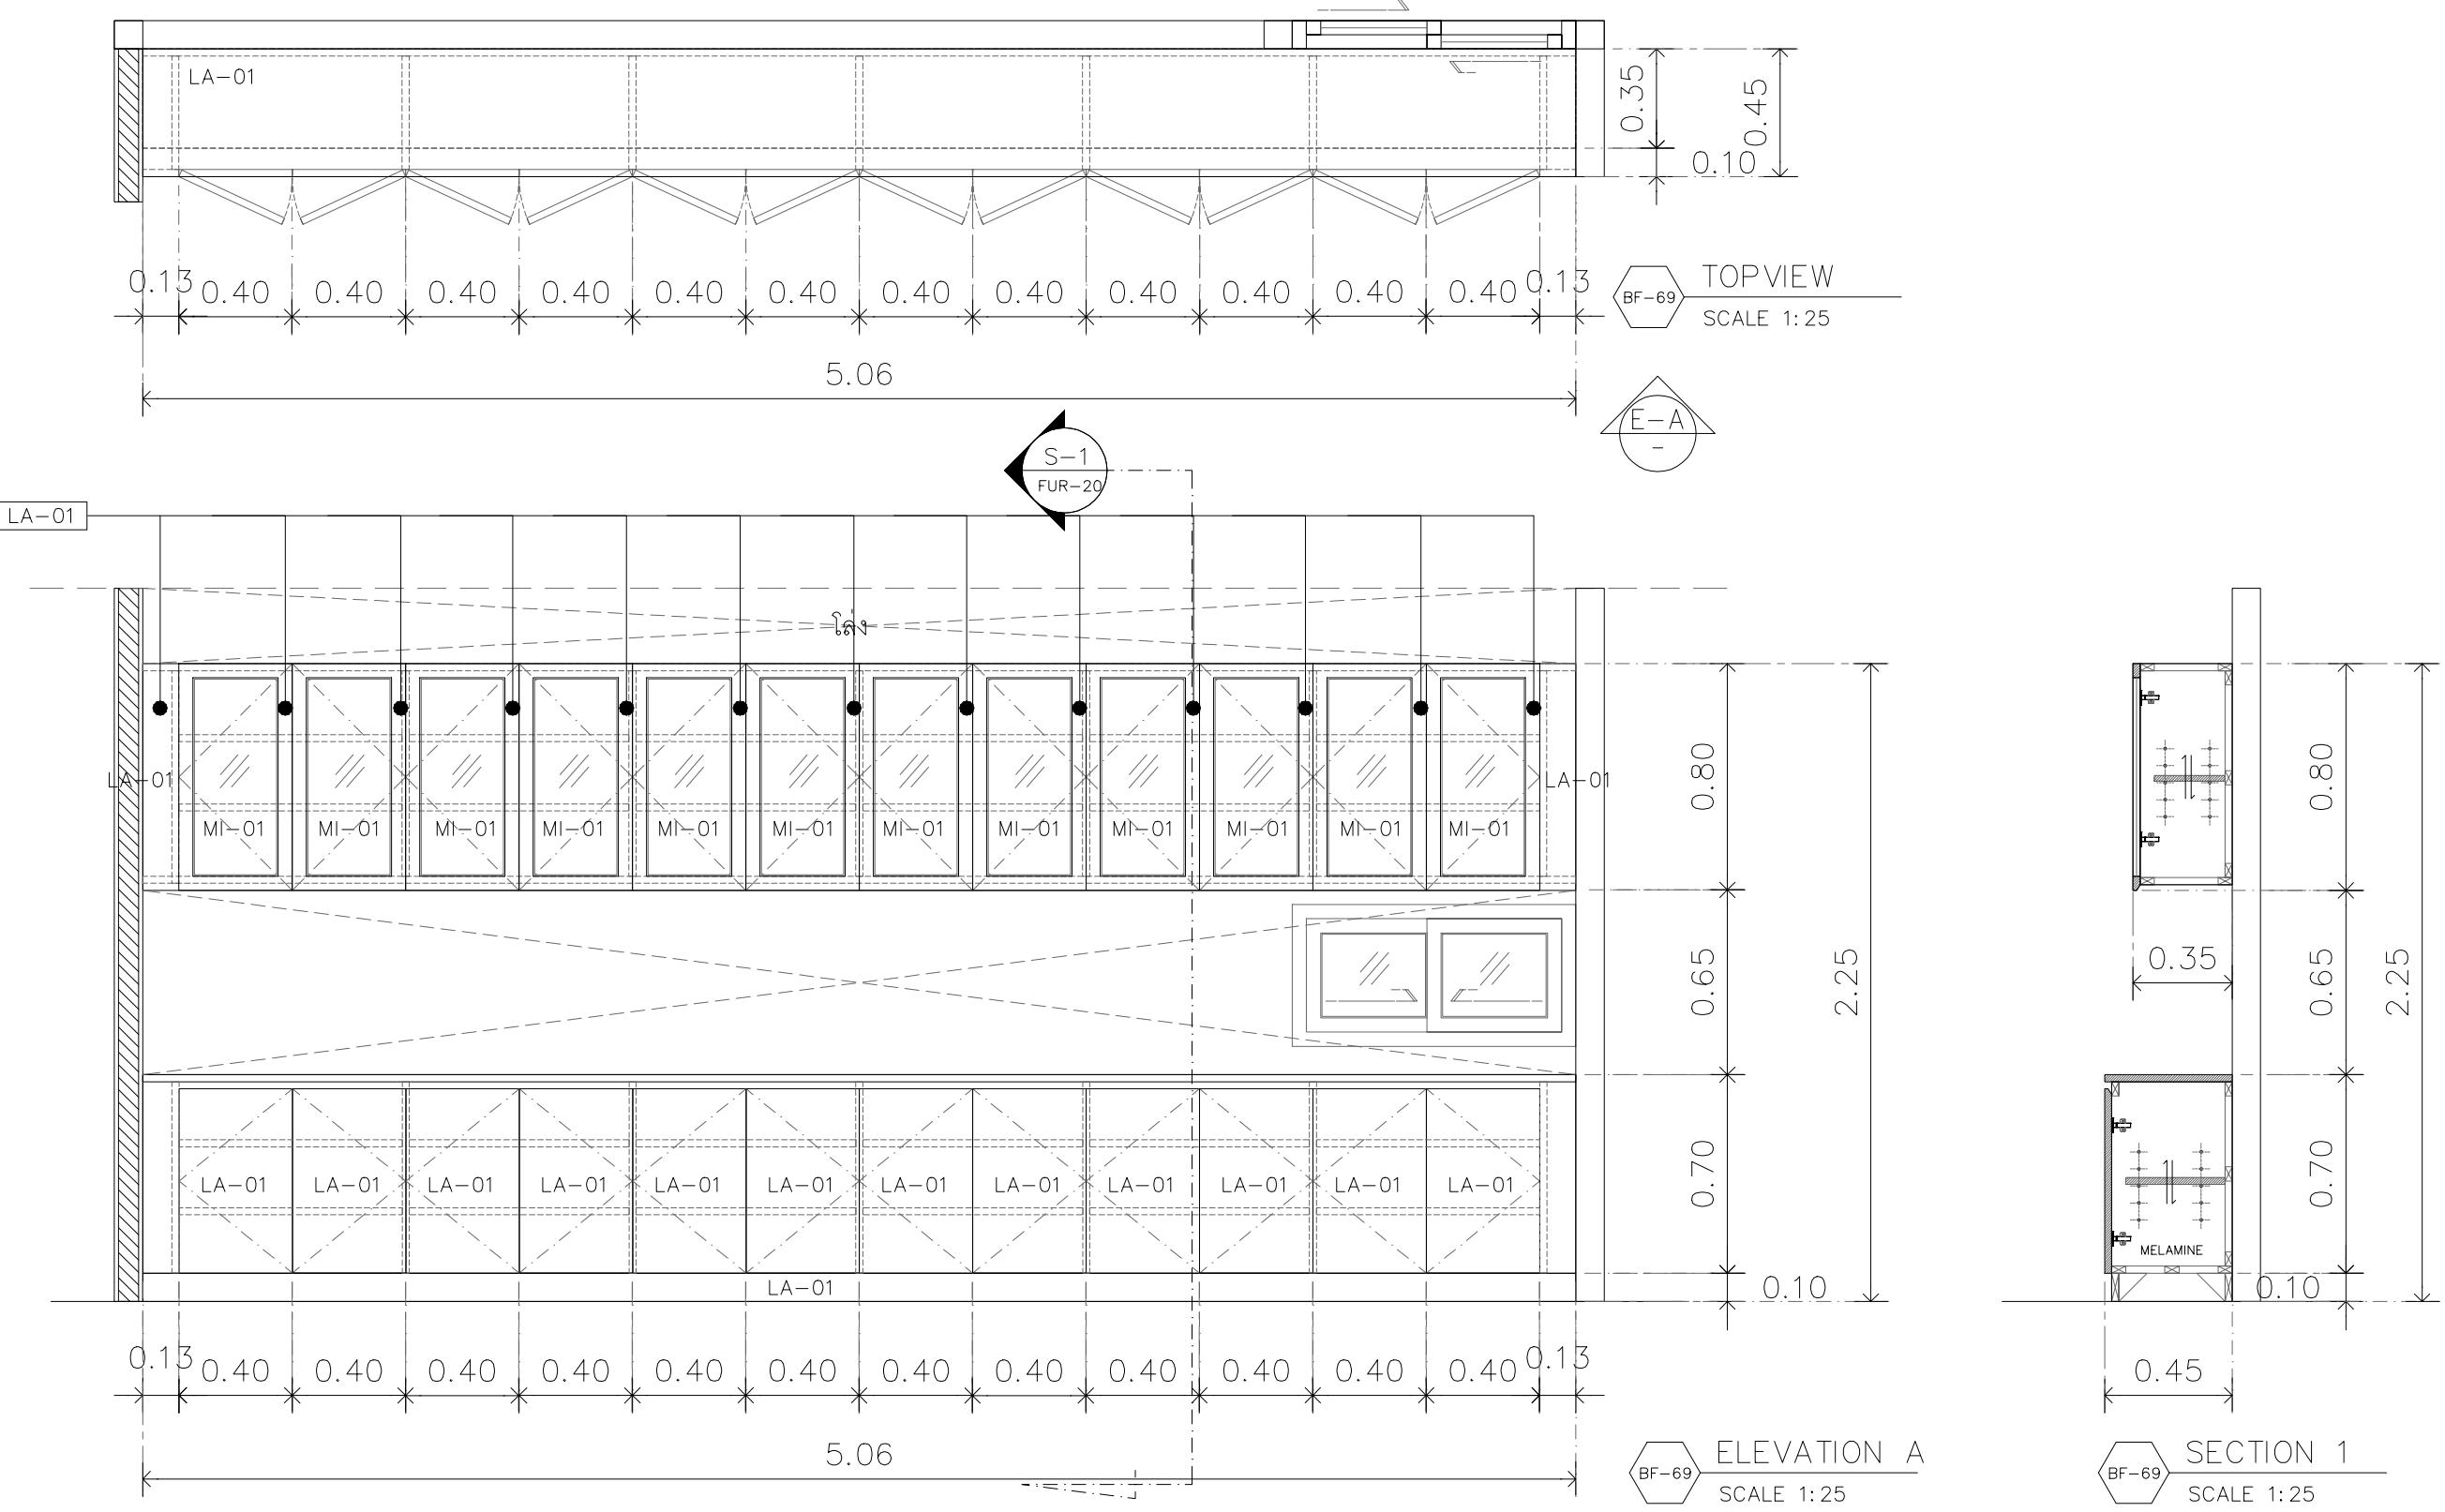 LA-01
0.35
0.45
0.10
0.13 0.40 0.40 0.40 0.40 0.40 0.40 0.40 0.40 0.40 0.40 0.40 0.40 0.13
5.06
BF-69 TOPVIEW
SCALE 1:25
E-A
-
S-1
FUR-20
LA-01
โล่ง
LA-01
LA-01
MI-01 MI-01 MI-01 MI-01 MI-01 MI-01 MI-01 MI-01 MI-01 MI-01 MI-01 MI-01
0.80
0.65
2.25
0.70
0.10
LA-01 LA-01 LA-01 LA-01 LA-01 LA-01 LA-01 LA-01 LA-01 LA-01 LA-01 LA-01
LA-01
0.13 0.40 0.40 0.40 0.40 0.40 0.40 0.40 0.40 0.40 0.40 0.40 0.40 0.13
5.06
BF-69 ELEVATION A
SCALE 1:25
0.80
0.35
0.65
2.25
0.70
MELAMINE
0.10
0.45
BF-69 SECTION 1
SCALE 1:25